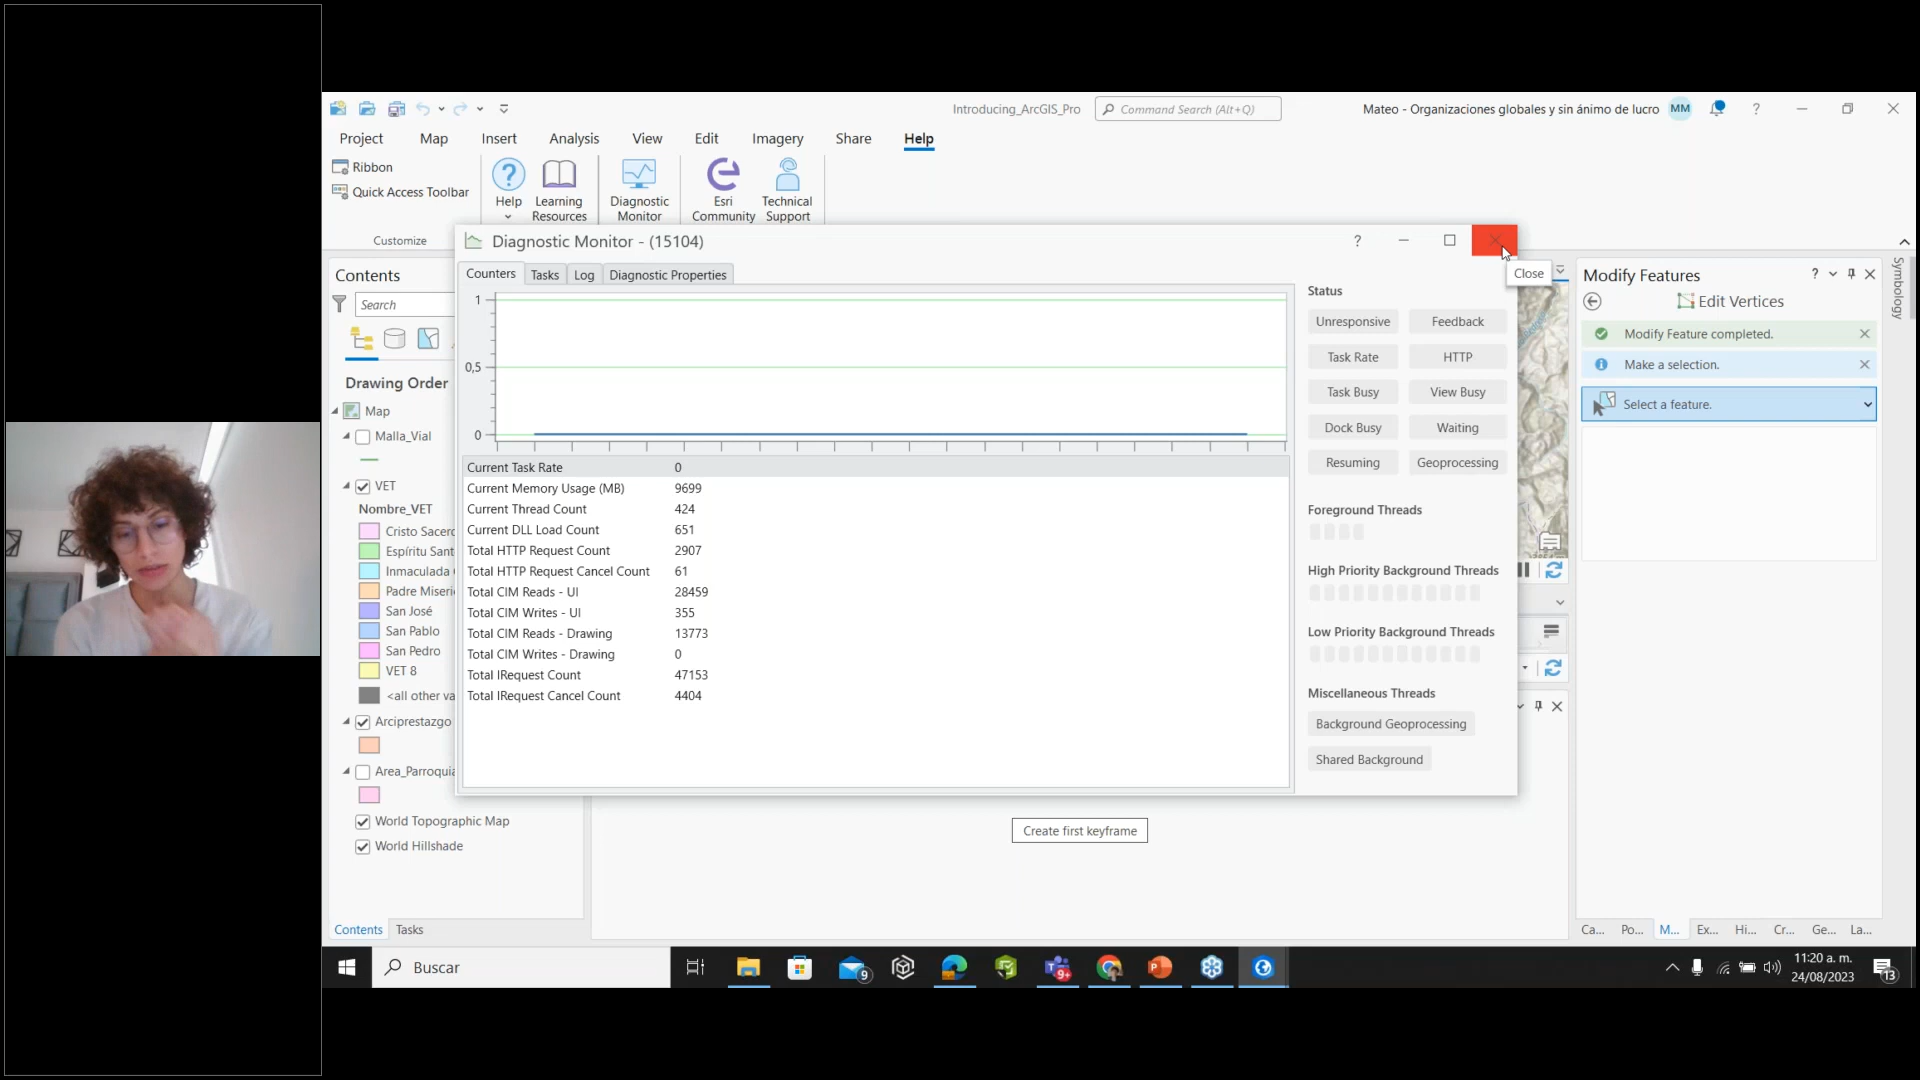 Introducing_ArcGIS_Pro
Command Search (Alt+Q)
Mateo - Organizaciones globales y sin ánimo de lucro
MM
?
Project
Map
Insert
Analysis
View
Edit
Imagery
Share
Help
Ribbon
Quick Access Toolbar
Customize
?
Help
Learning
Resources
Diagnostic
Monitor
Esri
Community
Technical
Support
Diagnostic Monitor - (15104)
?
Close
Counters
Tasks
Log
Diagnostic Properties
1
0,5
0
Current Task Rate 0
Current Memory Usage (MB) 9699
Current Thread Count 424
Current DLL Load Count 651
Total HTTP Request Count 2907
Total HTTP Request Cancel Count 61
Total CIM Reads - UI 28459
Total CIM Writes - UI 355
Total CIM Reads - Drawing 13773
Total CIM Writes - Drawing 0
Total IRequest Count 47153
Total IRequest Cancel Count 4404
Status
Unresponsive Feedback
Task Rate HTTP
Task Busy View Busy
Dock Busy Waiting
Resuming Geoprocessing
Foreground Threads
High Priority Background Threads
Low Priority Background Threads
Miscellaneous Threads
Background Geoprocessing
Shared Background
Contents
Search
Drawing Order
Map
Malla_Vial
VET
Nombre_VET
Cristo Sacerd
Espíritu Sant
Inmaculada
Padre Miseri
San José
San Pablo
San Pedro
VET 8
<all other va
Arciprestazgo
Area_Parroquia
World Topographic Map
World Hillshade
Contents
Tasks
Create first keyframe
Modify Features
?
Edit Vertices
Modify Feature completed.
Make a selection.
Select a feature.
Symbology
Ca...
Po...
M...
Ex...
Hi...
Cr...
Ge...
La...
Buscar
9
9+
11:20 a. m.
24/08/2023
13